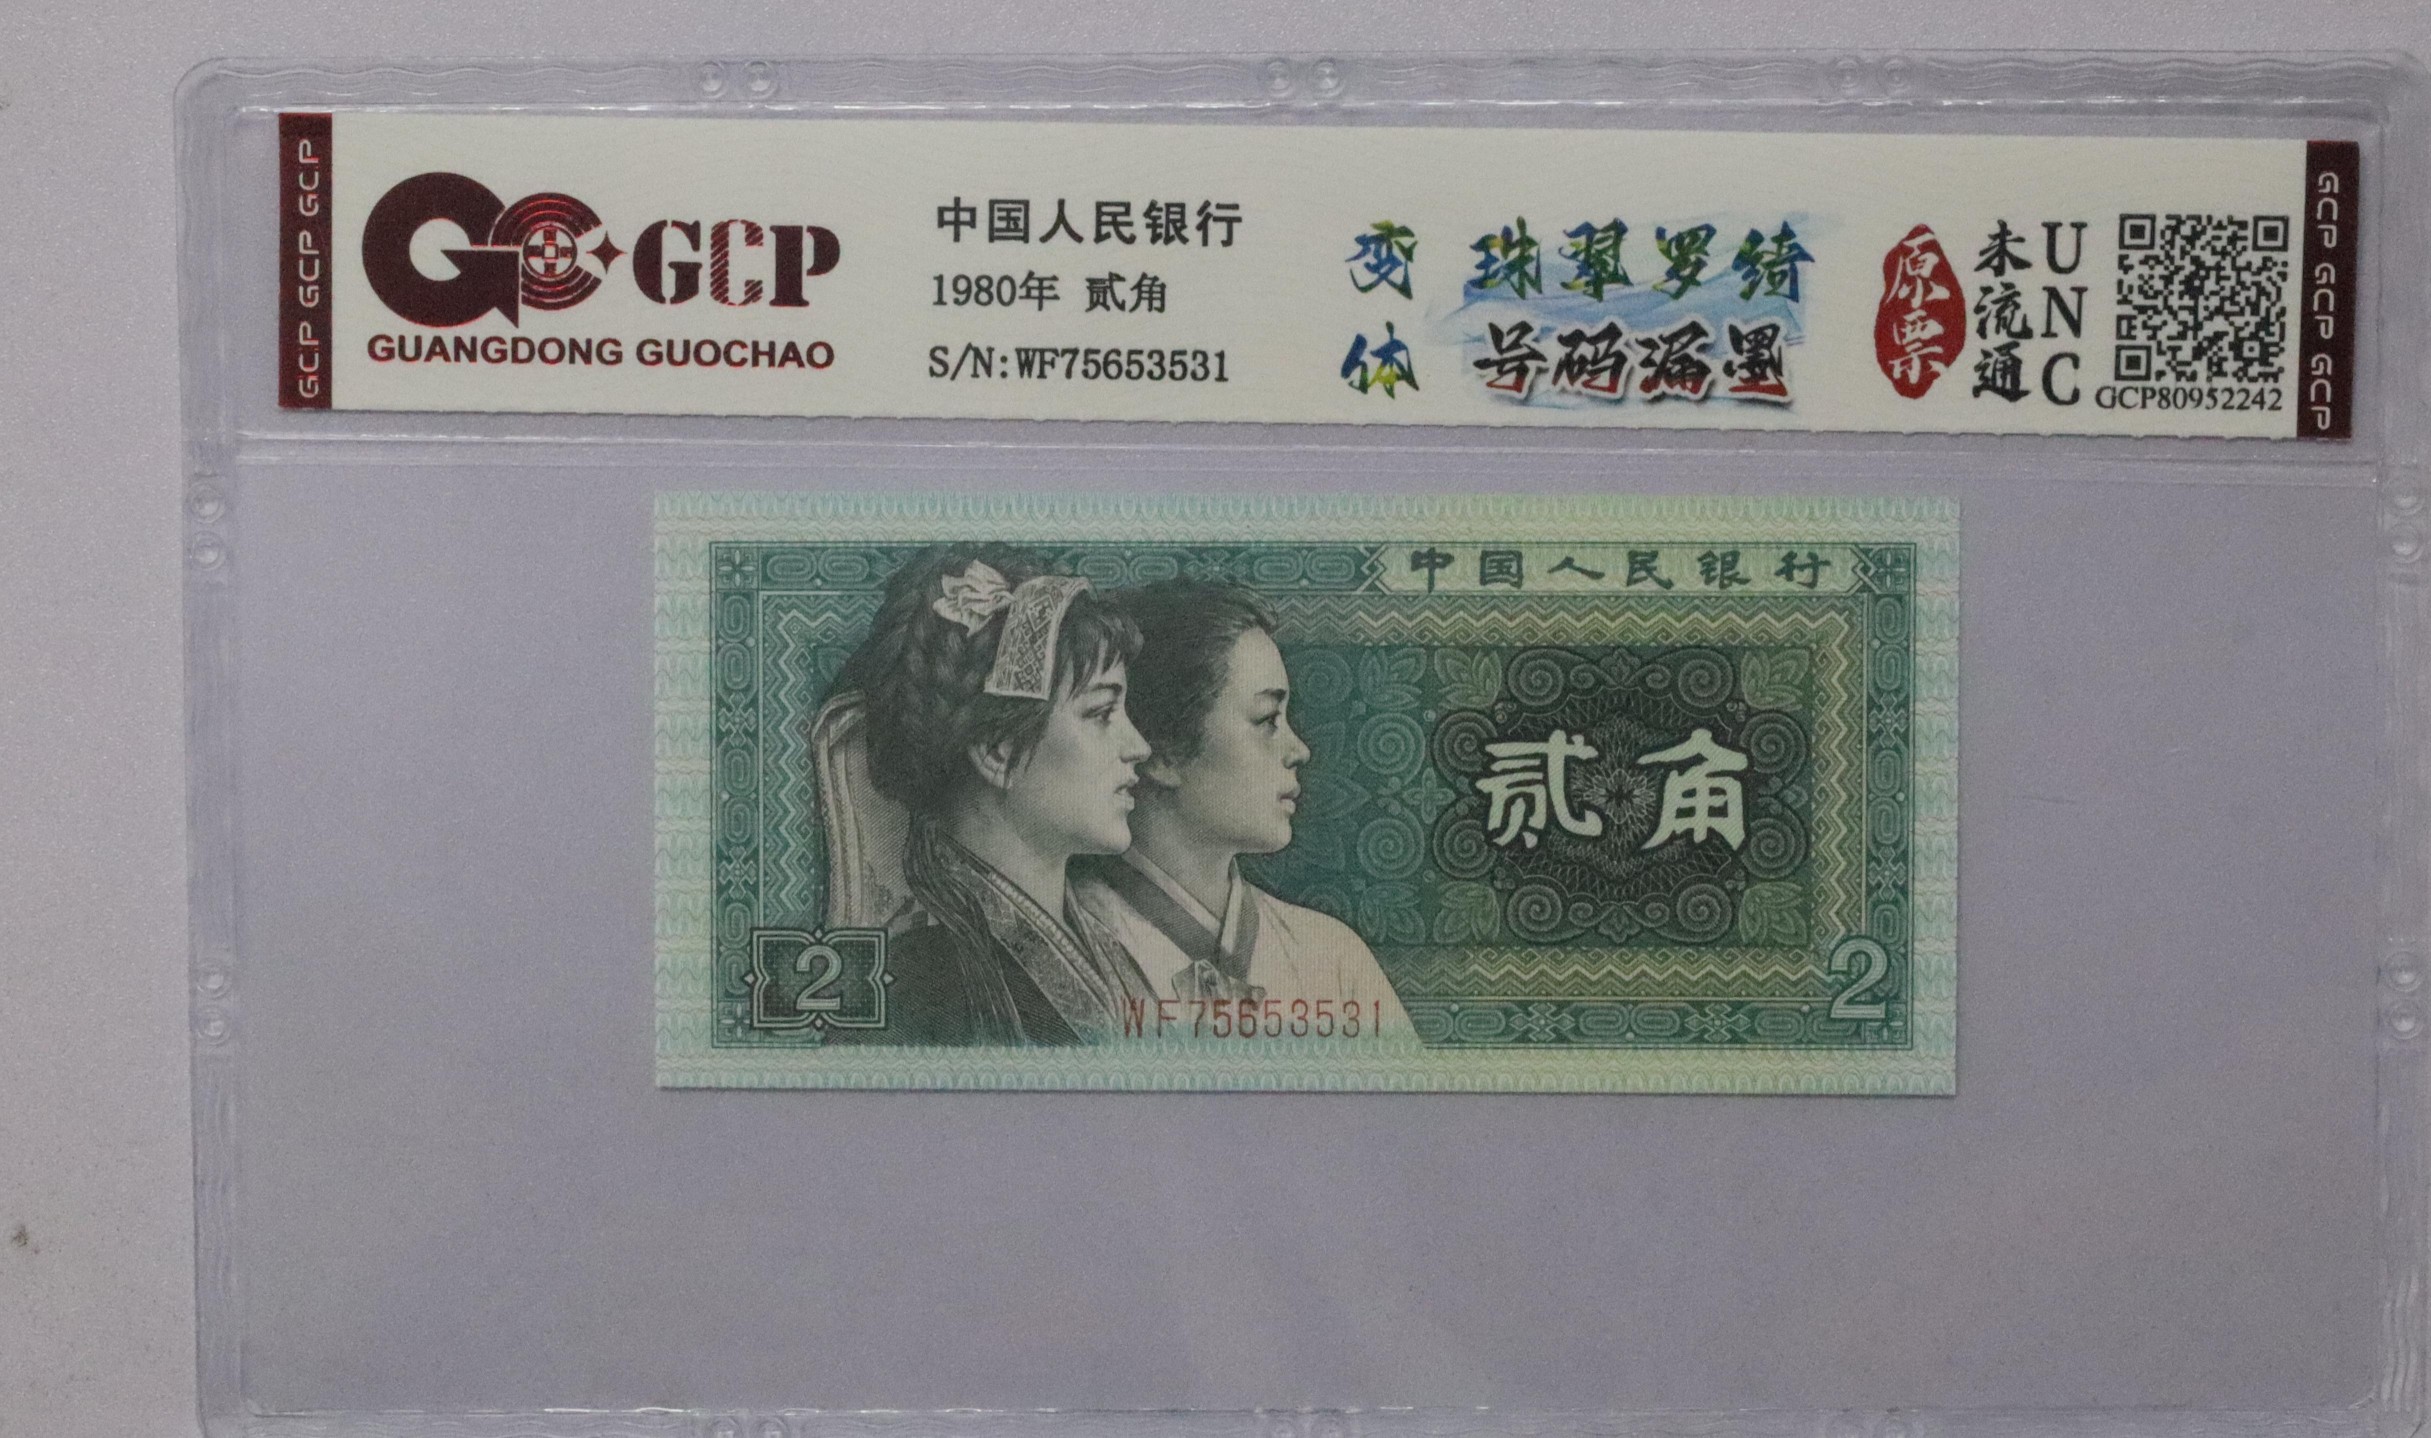 GCP GCP GCP
GCP
GUANGDONG GUOCHAO
中国人民银行
1980年 贰角
S/N:WF75653531
变体
珠翠罗绮
号码漏墨
原票
未流通
UNC
GCP80952242
GCP GCP GCP
中国人民银行
贰角
2
WF75653531
2